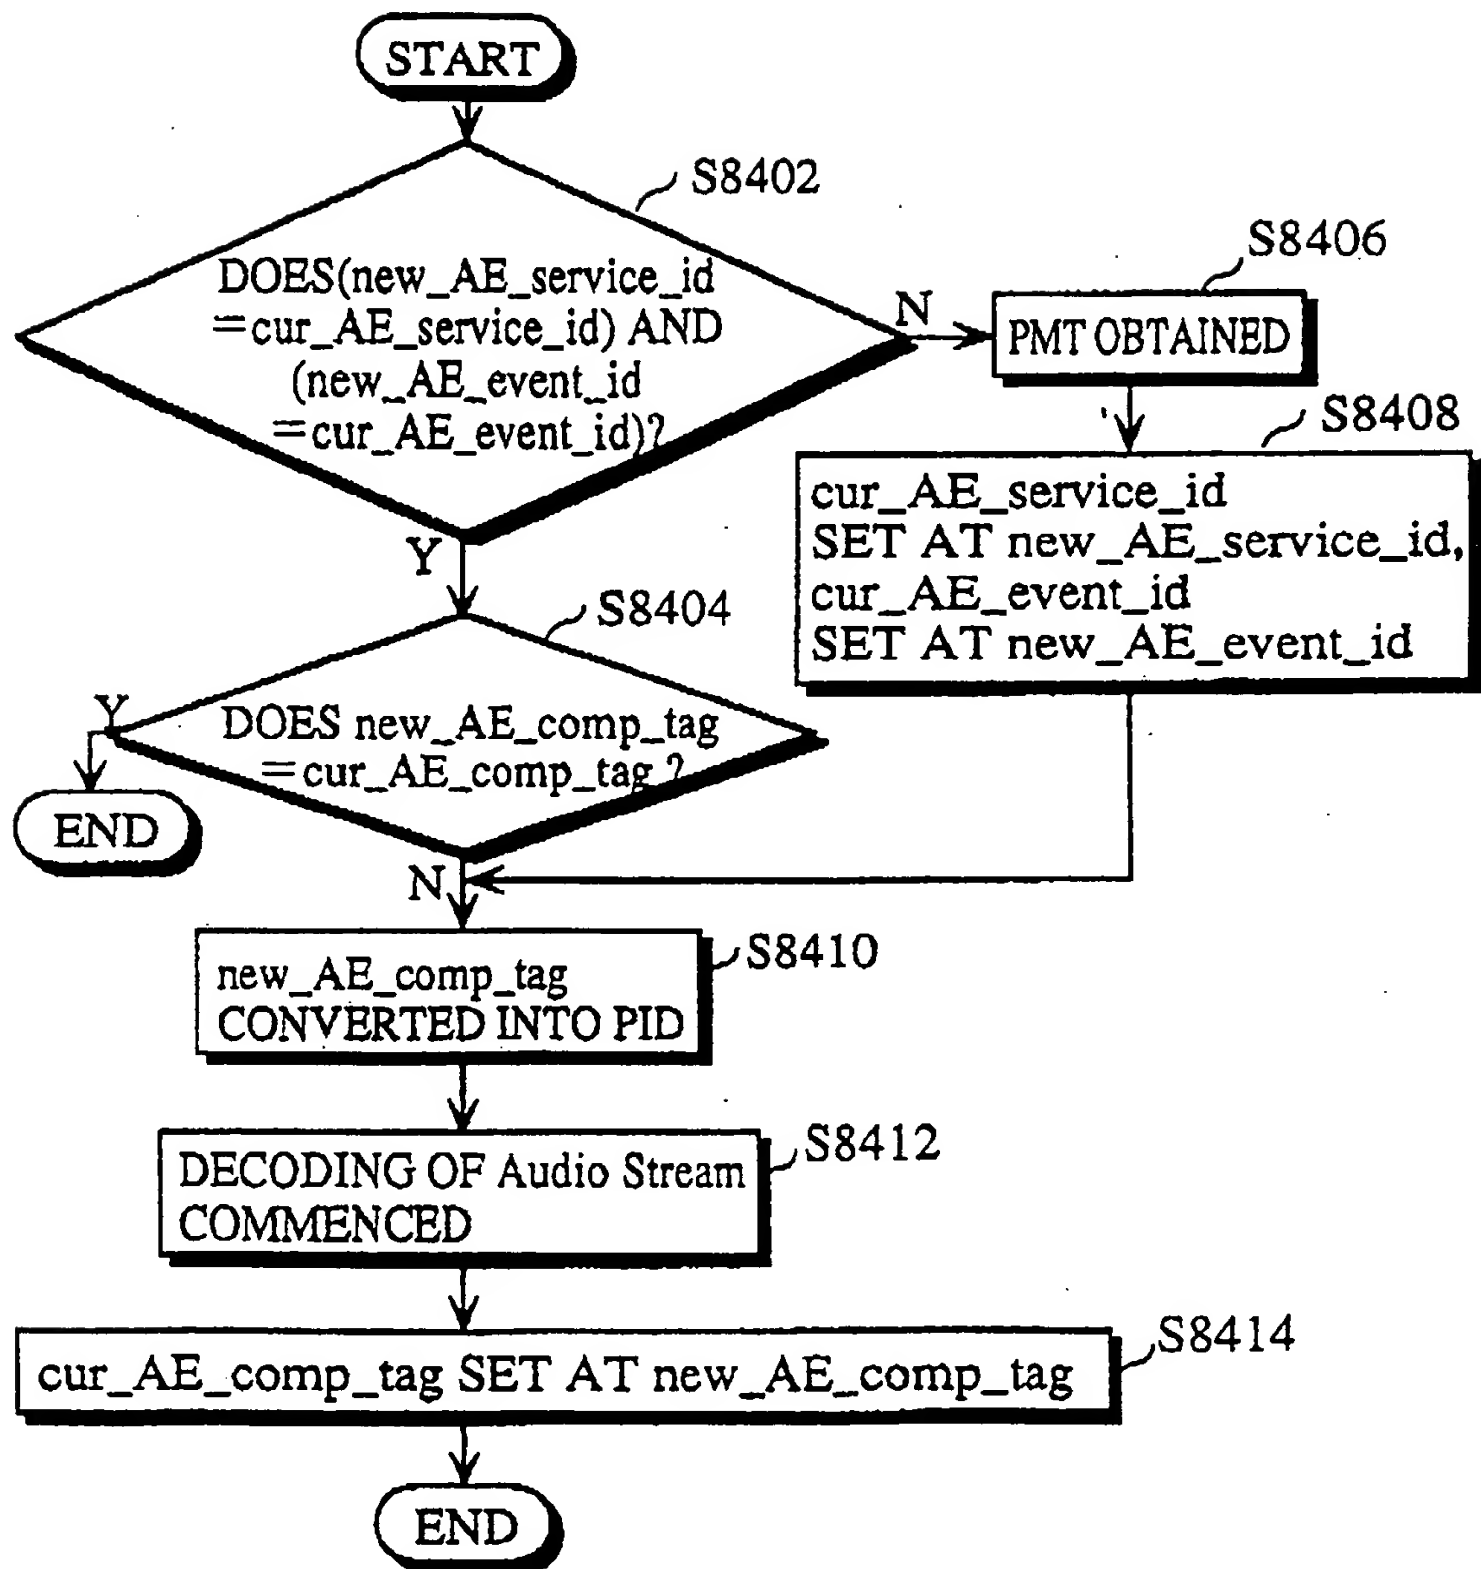 START
S8402
DOES(new_AE_service_id
=cur_AE_service_id) AND
(new_AE_event_id
=cur_AE_event_id)?
N
Y
S8406
PMT OBTAINED
S8408
cur_AE_service_id
SET AT new_AE_service_id,
cur_AE_event_id
SET AT new_AE_event_id
S8404
DOES new_AE_comp_tag
=cur_AE_comp_tag ?
Y
END
N
S8410
new_AE_comp_tag
CONVERTED INTO PID
S8412
DECODING OF Audio Stream
COMMENCED
S8414
cur_AE_comp_tag SET AT new_AE_comp_tag
END